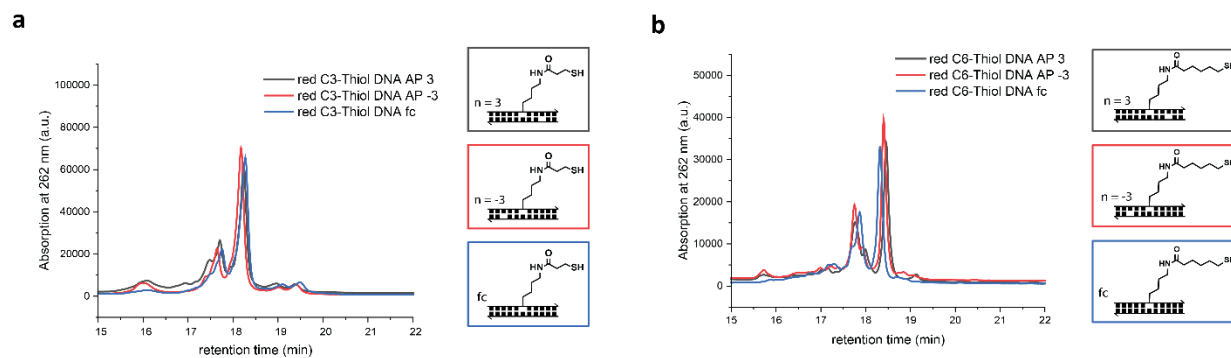 a
Absorption at 262 nm (a.u.)
100000
80000
60000
40000
20000
0
15 16 17 18 19 20 21 22
retention time (min)
red C3-Thiol DNA AP 3
red C3-Thiol DNA AP -3
red C3-Thiol DNA fc
O
HN
SH
n = 3
O
HN
SH
n = -3
O
HN
SH
fc
b
Absorption at 262 nm (a.u.)
50000
40000
30000
20000
10000
0
15 16 17 18 19 20 21 22
retention time (min)
red C6-Thiol DNA AP 3
red C6-Thiol DNA AP -3
red C6-Thiol DNA fc
O
HN
n = 3
O
HN
n = -3
O
HN
fc